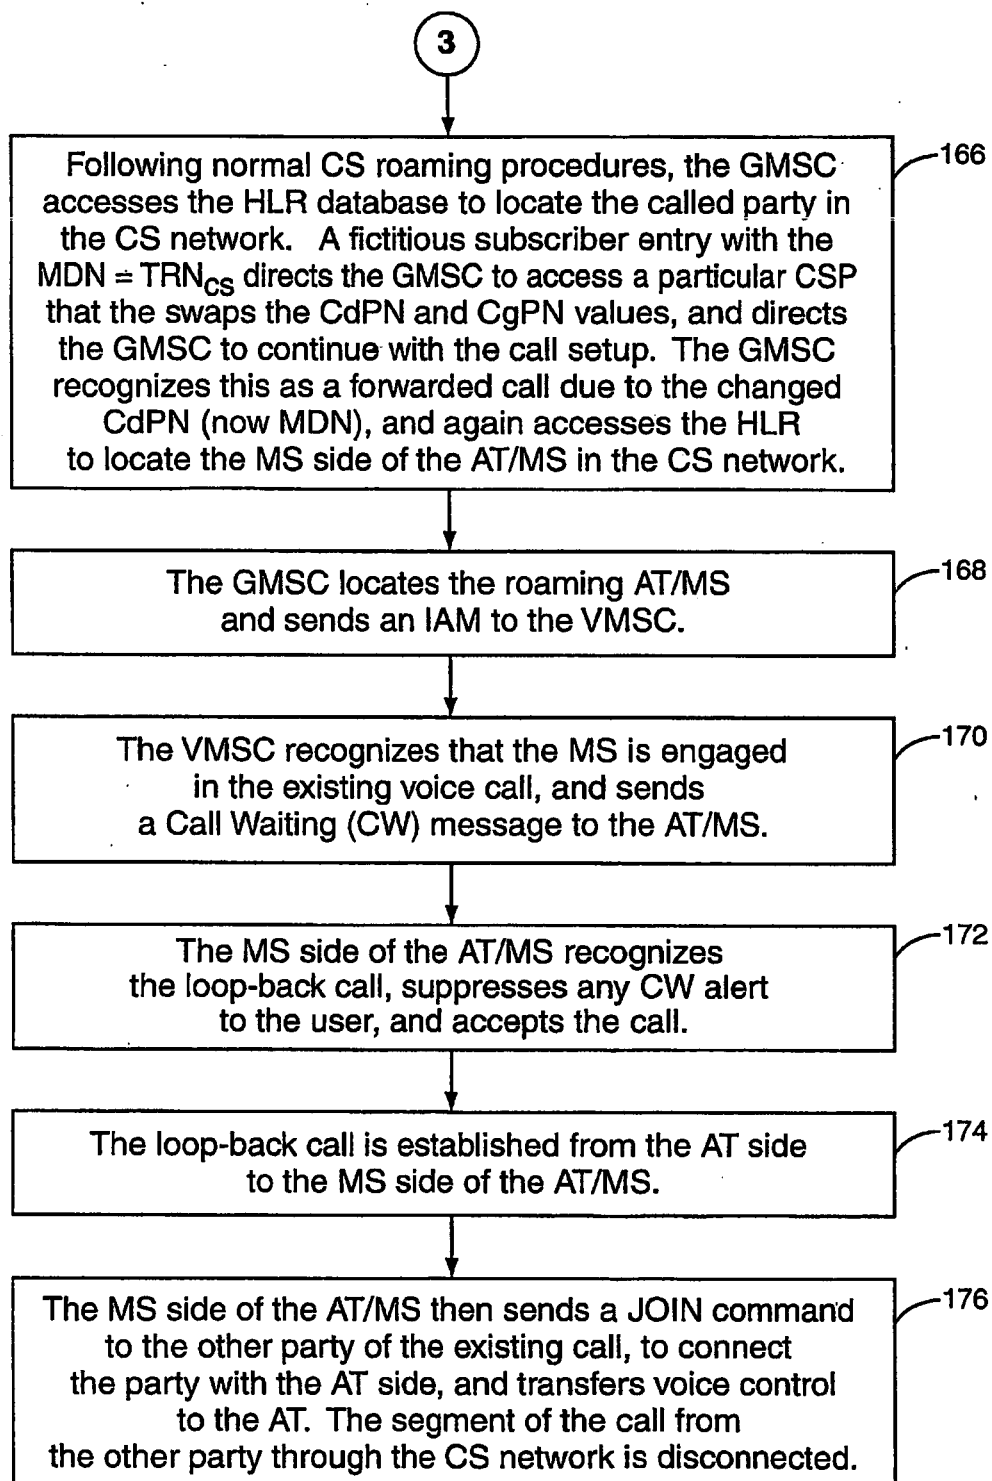 3
Following normal CS roaming procedures, the GMSC
accesses the HLR database to locate the called party in
the CS network. A fictitious subscriber entry with the
MDN = TRNCS directs the GMSC to access a particular CSP
that the swaps the CdPN and CgPN values, and directs
the GMSC to continue with the call setup. The GMSC
recognizes this as a forwarded call due to the changed
CdPN (now MDN), and again accesses the HLR
to locate the MS side of the AT/MS in the CS network.
166
The GMSC locates the roaming AT/MS
and sends an IAM to the VMSC.
168
The VMSC recognizes that the MS is engaged
in the existing voice call, and sends
a Call Waiting (CW) message to the AT/MS.
170
The MS side of the AT/MS recognizes
the loop-back call, suppresses any CW alert
to the user, and accepts the call.
172
The loop-back call is established from the AT side
to the MS side of the AT/MS.
174
The MS side of the AT/MS then sends a JOIN command
to the other party of the existing call, to connect
the party with the AT side, and transfers voice control
to the AT. The segment of the call from
the other party through the CS network is disconnected.
176